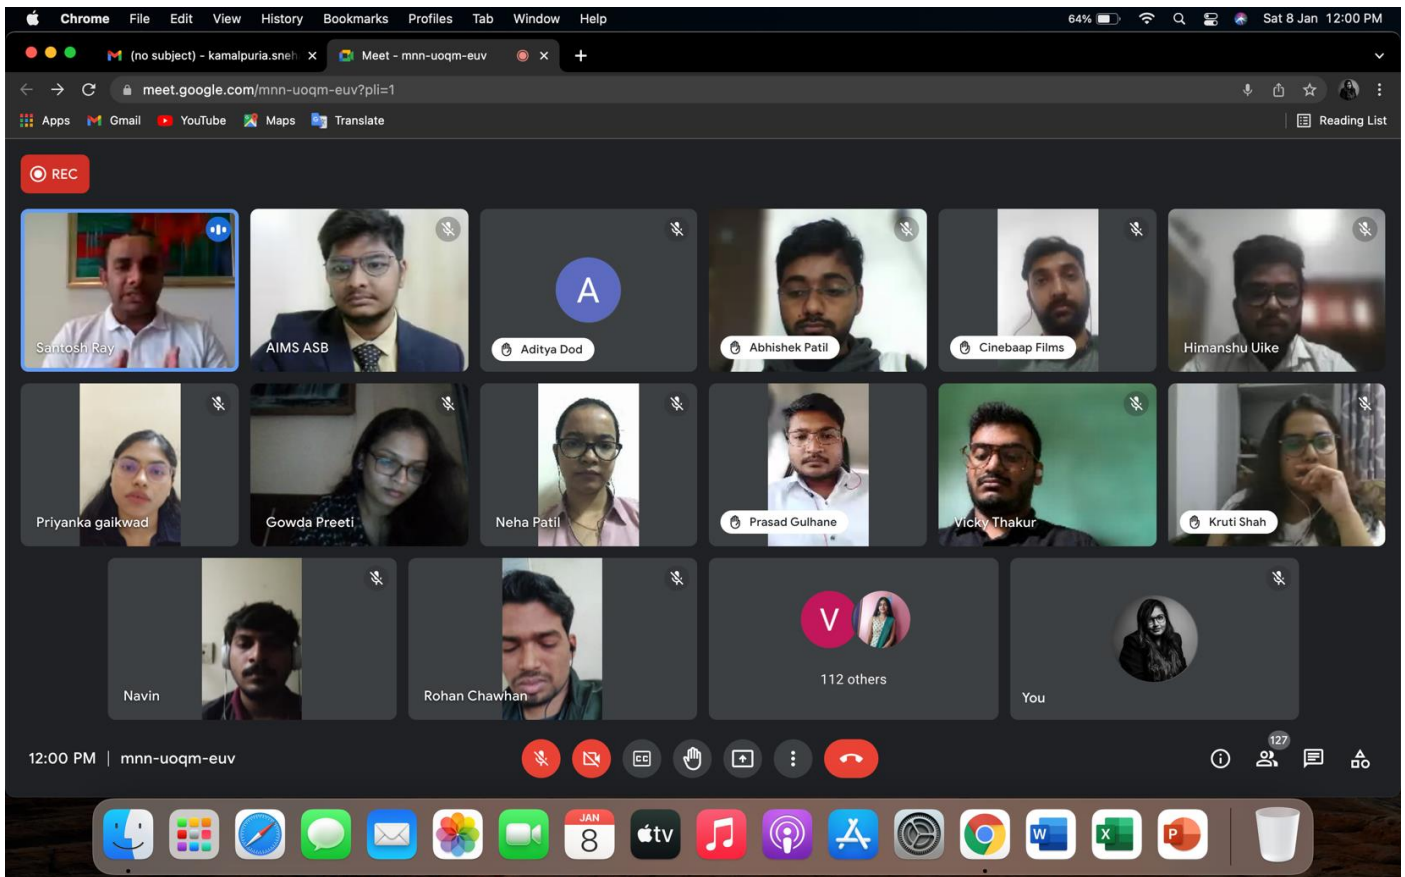 Chrome File Edit View History Bookmarks Profiles Tab Window Help 64% Sat 8 Jan 12:00 PM
(no subject) - kamalpuria.sneh Meet - mnn-uoqm-euv
meet.google.com/mnn-uoqm-euv?pli=1
Apps Gmail YouTube Maps Translate Reading List
REC
Santosh Ray AIMS ASB A Aditya Dod Abhishek Patil Cinebaap Films Himanshu Uike
Priyanka gaikwad Gowda Preeti Neha Patil Prasad Gulhane Vicky Thakur Kruti Shah
V
112 others
Navin Rohan Chawhan You
12:00 PM | mnn-uoqm-euv CC 127
JAN
8 tv W X P